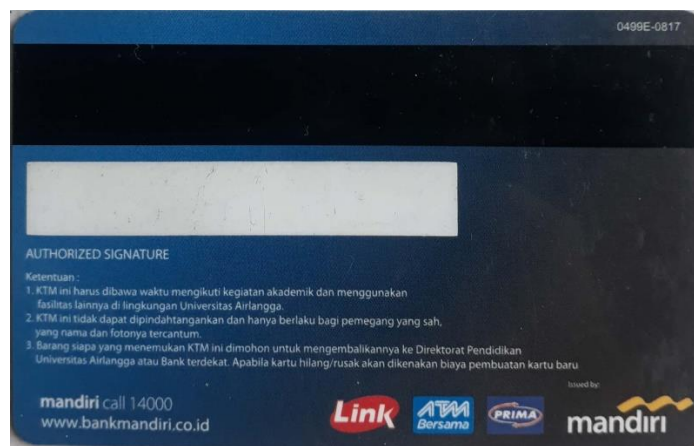 0499E-0817
AUTHORIZED SIGNATURE
Ketentuan :
1. KTM ini harus dibawa waktu mengikuti kegiatan akademik dan menggunakan
fasilitas lainnya di lingkungan Universitas Airlangga.
2. KTM ini tidak dapat dipindahtangankan dan hanya berlaku bagi pemegang yang sah,
yang nama dan fotonya tercantum.
3. Barang siapa yang menemukan KTM ini dimohon untuk mengembalikannya ke Direktorat Pendidikan
Universitas Airlangga atau Bank terdekat. Apabila kartu hilang/rusak akan dikenakan biaya pembuatan kartu baru
Issued by:
mandiri call 14000
www.bankmandiri.co.id
Link
ATM
Bersama
PRIMA
mandırı